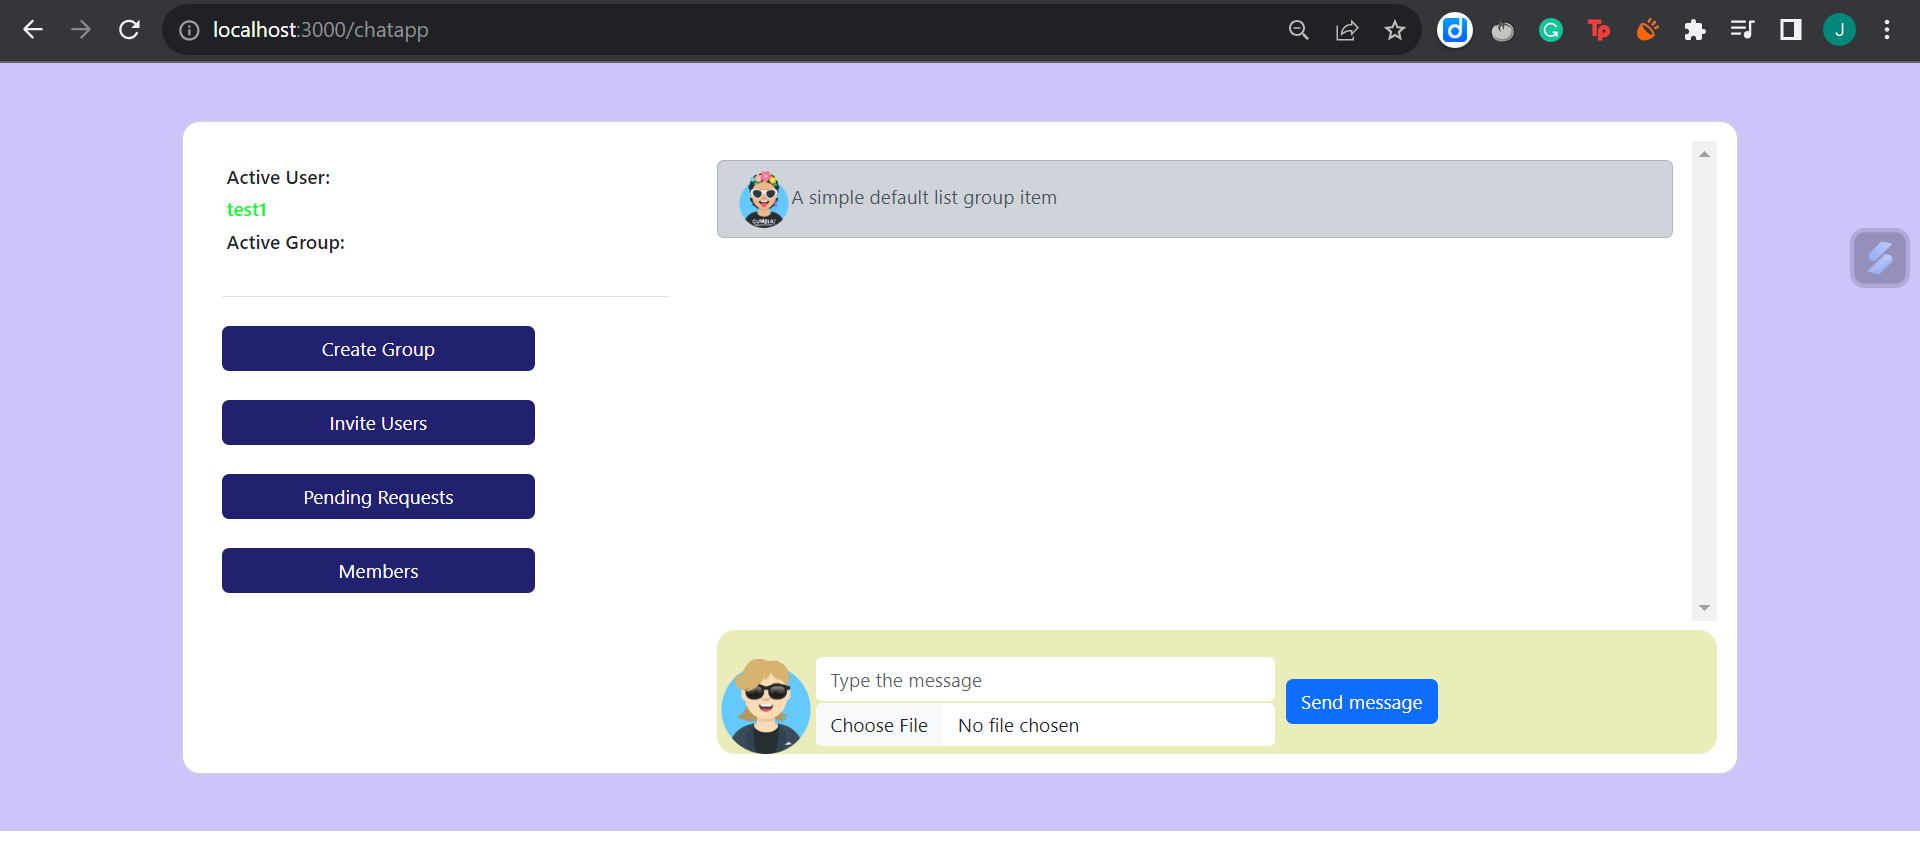 localhost:3000/chatapp
J
Active User:
test1
Active Group:
Create Group
Invite Users
Pending Requests
Members
A simple default list group item
Type the message
Choose File No file chosen
Send message